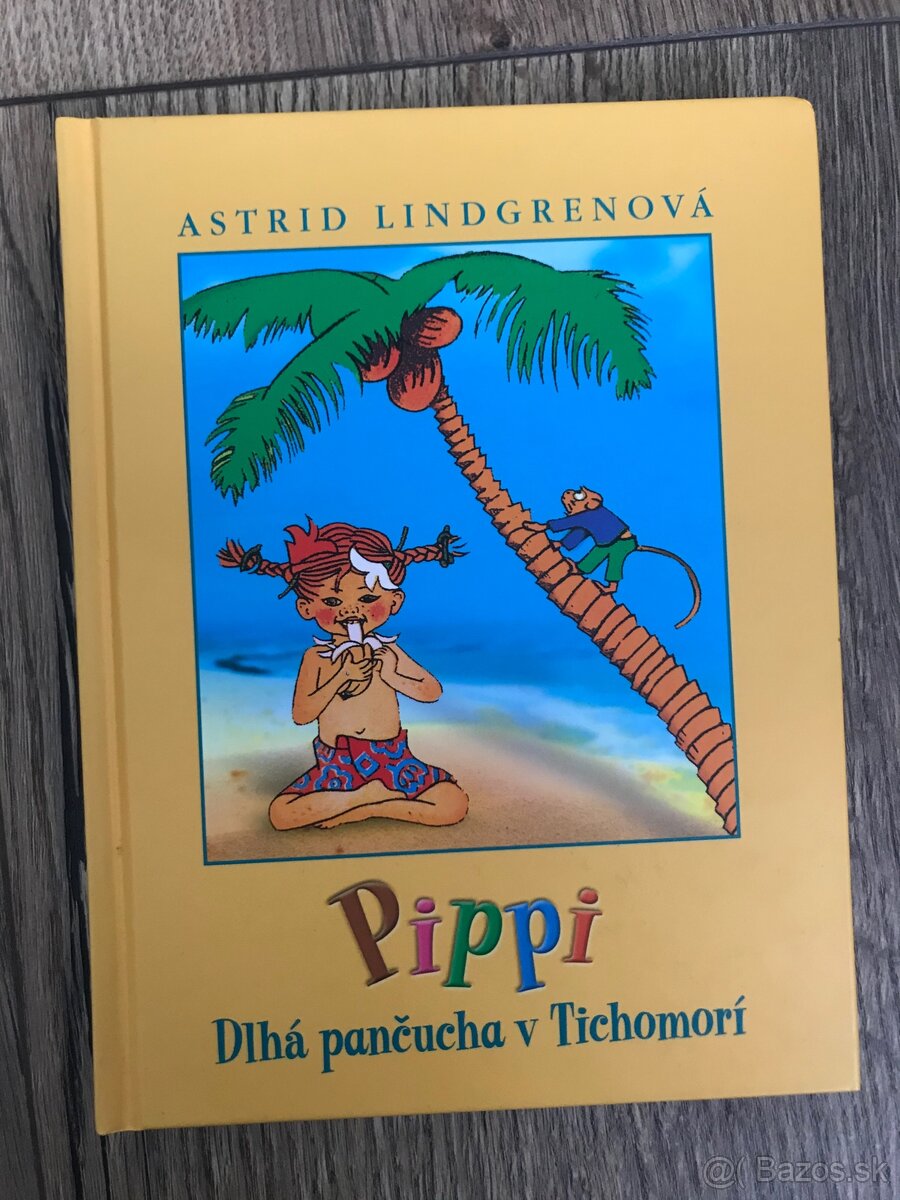 ASTRID LINDGRENOVÁ
Pippi
Dlhá pančucha v Tichomorí
@( Bazos.sk